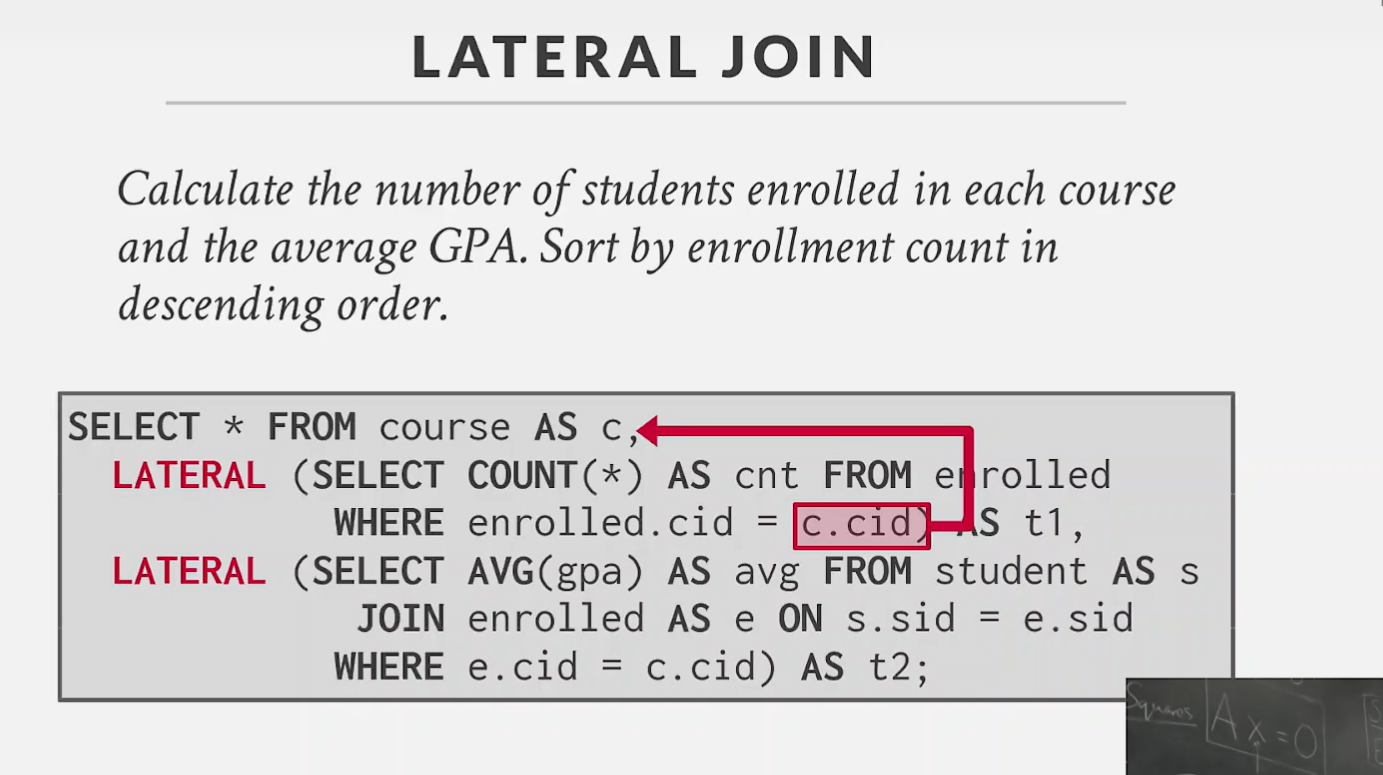 LATERAL JOIN
Calculate the number of students enrolled in each course
and the average GPA. Sort by enrollment count in
descending order.
SELECT * FROM course AS c,
LATERAL (SELECT COUNT(*) AS cnt FROM enrolled
WHERE enrolled.cid = c.cid) AS t1,
LATERAL (SELECT AVG(gpa) AS avg FROM student AS s
JOIN enrolled AS e ON s.sid = e.sid
WHERE e.cid = c.cid) AS t2;
Squares
Ax=0